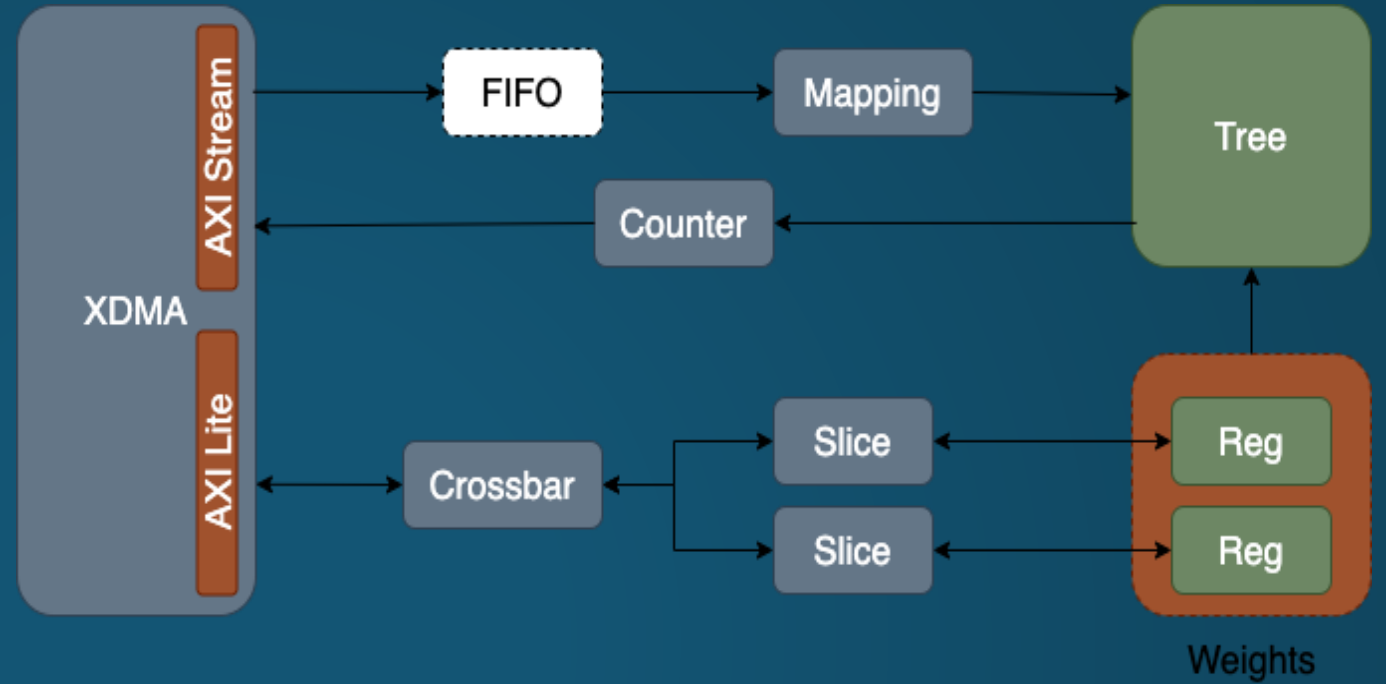 XDMA
AXI Stream
FIFO
Mapping
Tree
Counter
AXI Lite
Crossbar
Slice
Reg
Slice
Reg
Weights